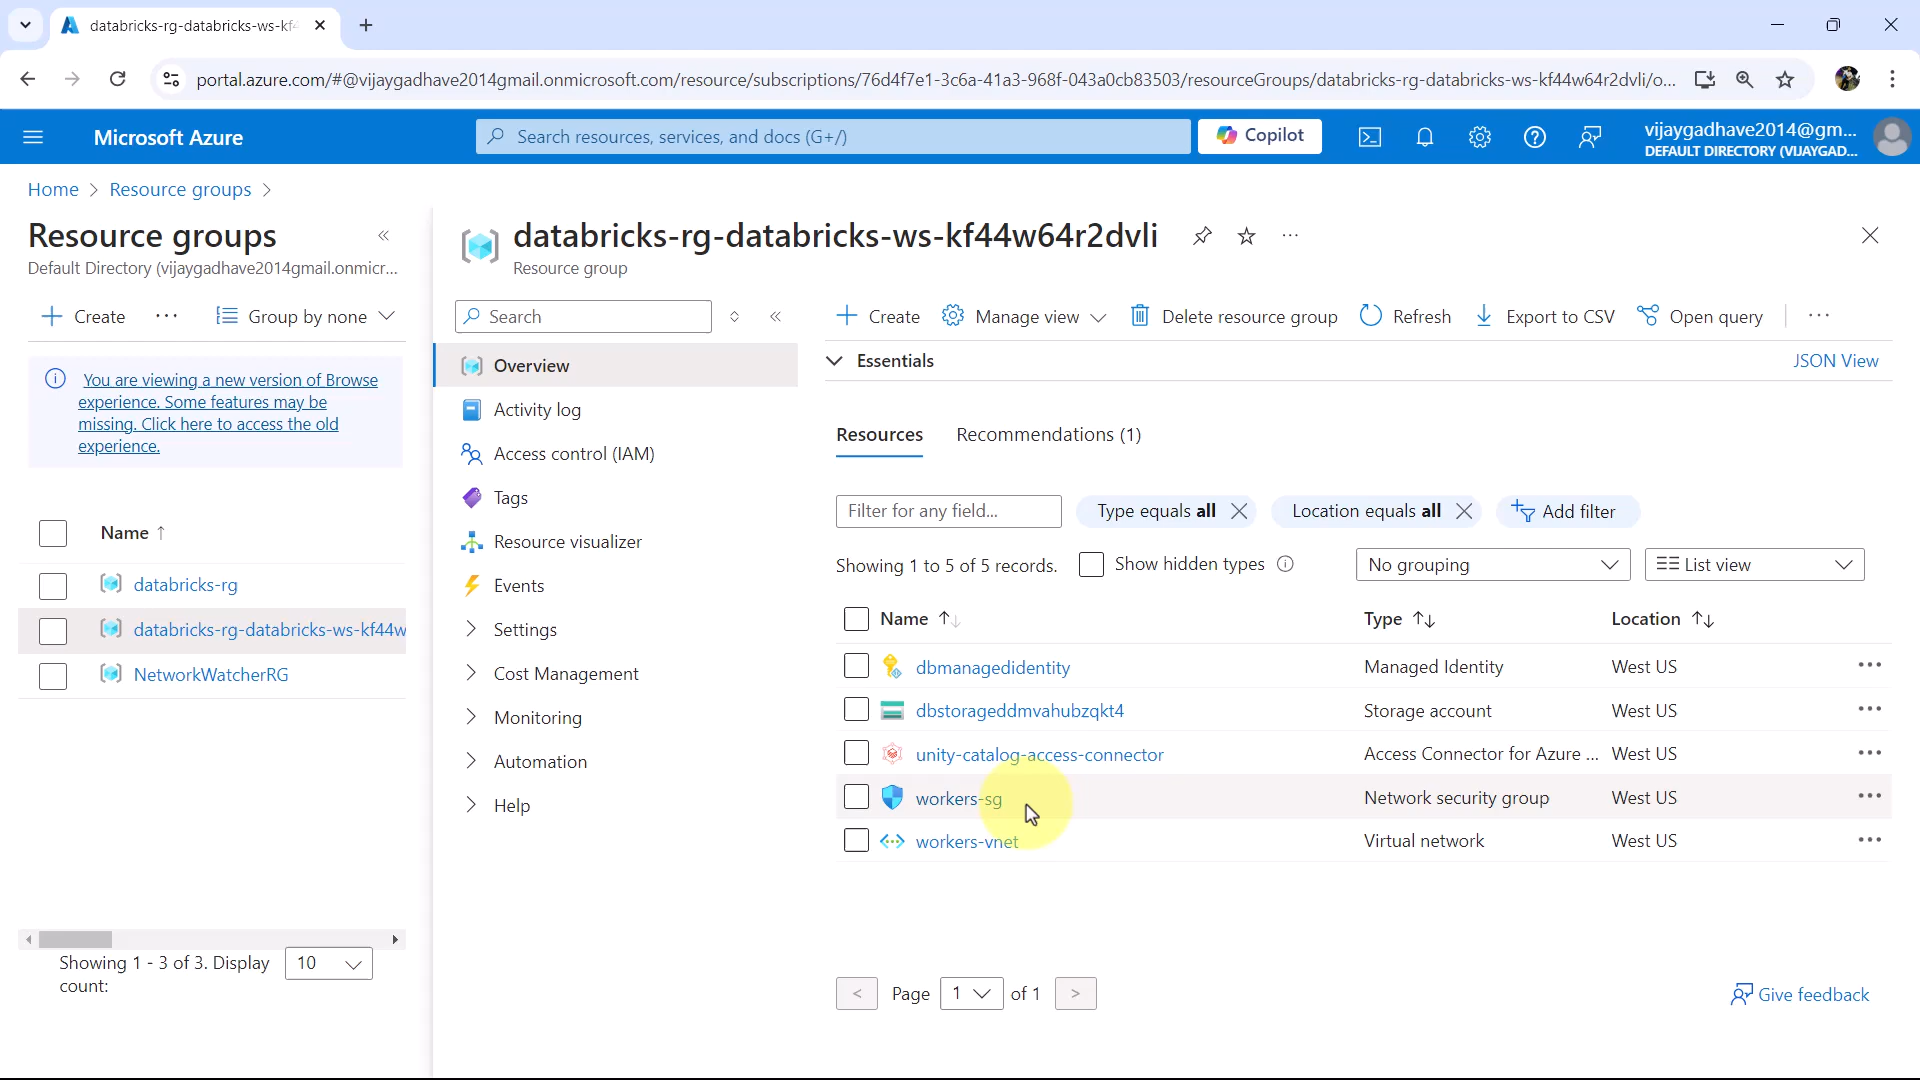 databricks-rg-databricks-ws-kf4
portal.azure.com/#@vijaygadhave2014gmail.onmicrosoft.com/resource/subscriptions/76d4f7e1-3c6a-41a3-968f-043a0cb83503/resourceGroups/databricks-rg-databricks-ws-kf44w64r2dvli/o...
Microsoft Azure
Search resources, services, and docs (G+/)
Copilot
vijaygadhave2014@gm...
DEFAULT DIRECTORY (VIJAYGAD...
Home > Resource groups >
Resource groups
Default Directory (vijaygadhave2014gmail.onmicr...
Create
Group by none
You are viewing a new version of Browse
experience. Some features may be
missing. Click here to access the old
experience.
Name ↑
databricks-rg
databricks-rg-databricks-ws-kf44w
NetworkWatcherRG
Showing 1 - 3 of 3. Display
count:
10
databricks-rg-databricks-ws-kf44w64r2dvli
Resource group
Search
Overview
Activity log
Access control (IAM)
Tags
Resource visualizer
Events
Settings
Cost Management
Monitoring
Automation
Help
Create
Manage view
Delete resource group
Refresh
Export to CSV
Open query
Essentials
JSON View
Resources
Recommendations (1)
Filter for any field...
Type equals all
Location equals all
Add filter
Showing 1 to 5 of 5 records.
Show hidden types
No grouping
List view
Name ↑↓ Type ↑↓ Location ↑↓
dbmanagedidentity Managed Identity West US
dbstorageddmvahubzqkt4 Storage account West US
unity-catalog-access-connector Access Connector for Azure ... West US
workers-sg Network security group West US
workers-vnet Virtual network West US
< Page 1 of 1 >
Give feedback